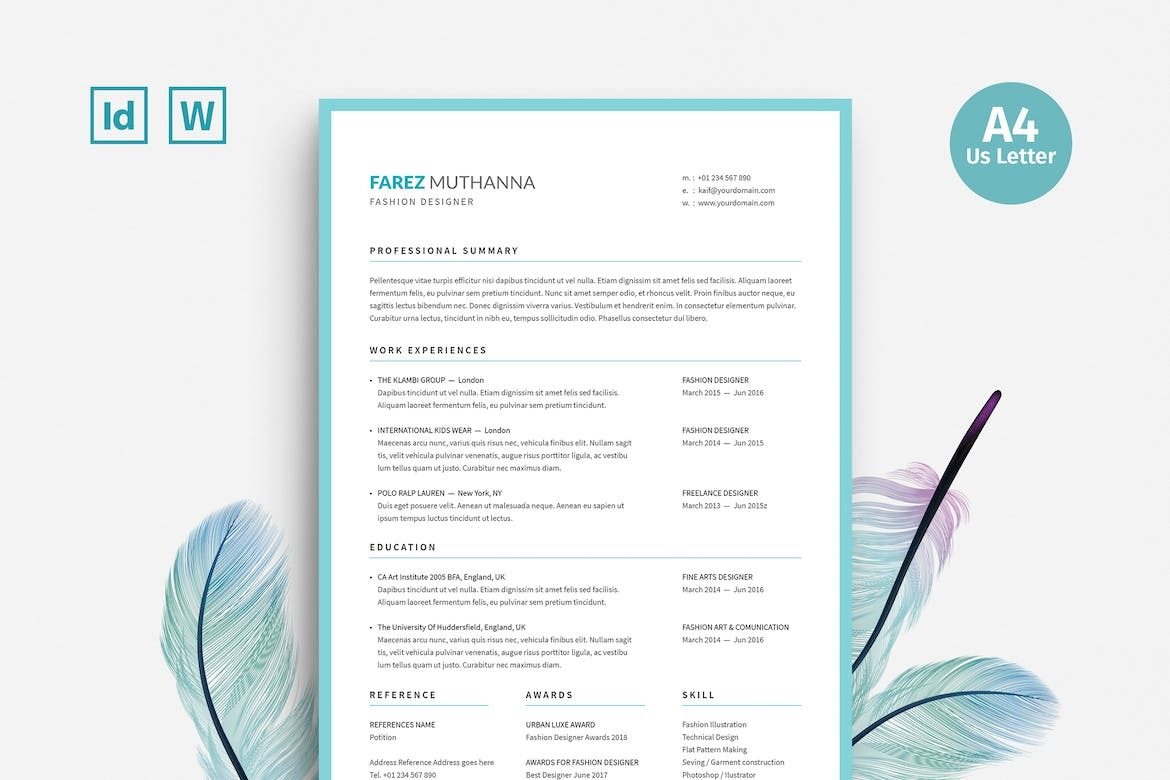 Id
W
A4
Us Letter
FAREZ MUTHANNA
FASHION DESIGNER
m. : +01 234 567 890
e. : kaif@yourdomain.com
w. : www.yourdomain.com
PROFESSIONAL SUMMARY
Pellentesque vitae turpis efficitur nisi dapibus tincidunt ut vel nulla. Etiam dignissim sit amet felis sed facilisis. Aliquam laoreet
fermentum felis, eu pulvinar sem pretium tincidunt. Nunc sit amet semper odio, et rhoncus velit. Proin finibus auctor neque, eu
sagittis lectus bibendum nec. Donec dignissim viverra varius. Vestibulum et hendrerit enim. In consectetur elementum pulvinar.
Curabitur urna lectus, tincidunt in nibh eu, tempus sollicitudin odio. Phasellus consectetur dui libero.
WORK EXPERIENCES
• THE KLAMBI GROUP — London
Dapibus tincidunt ut vel nulla. Etiam dignissim sit amet felis sed facilisis.
Aliquam laoreet fermentum felis, eu pulvinar sem pretium tincidunt.
FASHION DESIGNER
March 2015 — Jun 2016
• INTERNATIONAL KIDS WEAR — London
Maecenas arcu nunc, varius quis risus nec, vehicula finibus elit. Nullam sagit
tis, velit vehicula pulvinar venenatis, augue risus porttitor ligula, ac vestibu
lum tellus quam ut justo. Curabitur nec maximus diam.
FASHION DESIGNER
March 2014 — Jun 2015
• POLO RALP LAUREN — New York, NY
Duis eget posuere velit. Aenean ut malesuada neque. Aenean eu sapien ut
ipsum tempus luctus tincidunt ut lectus.
FREELANCE DESIGNER
March 2013 — Jun 2015z
EDUCATION
• CA Art Institute 2005 BFA, England, UK
Dapibus tincidunt ut vel nulla. Etiam dignissim sit amet felis sed facilisis.
Aliquam laoreet fermentum felis, eu pulvinar sem pretium tincidunt.
FINE ARTS DESIGNER
March 2014 — Jun 2016
• The University Of Huddersfield, England, UK
Maecenas arcu nunc, varius quis risus nec, vehicula finibus elit. Nullam sagit
tis, velit vehicula pulvinar venenatis, augue risus porttitor ligula, ac vestibu
lum tellus quam ut justo. Curabitur nec maximus diam.
FASHION ART & COMUNICATION
March 2014 — Jun 2016
REFERENCE
REFERENCES NAME
Potition
Address Reference Address goes here
Tel. +01 234 567 890
AWARDS
URBAN LUXE AWARD
Fashion Designer Awards 2018
AWARDS FOR FASHION DESIGNER
Best Designer June 2017
SKILL
Fashion Illustration
Technical Design
Flat Pattern Making
Seving / Garment construction
Photoshop / Ilustrator